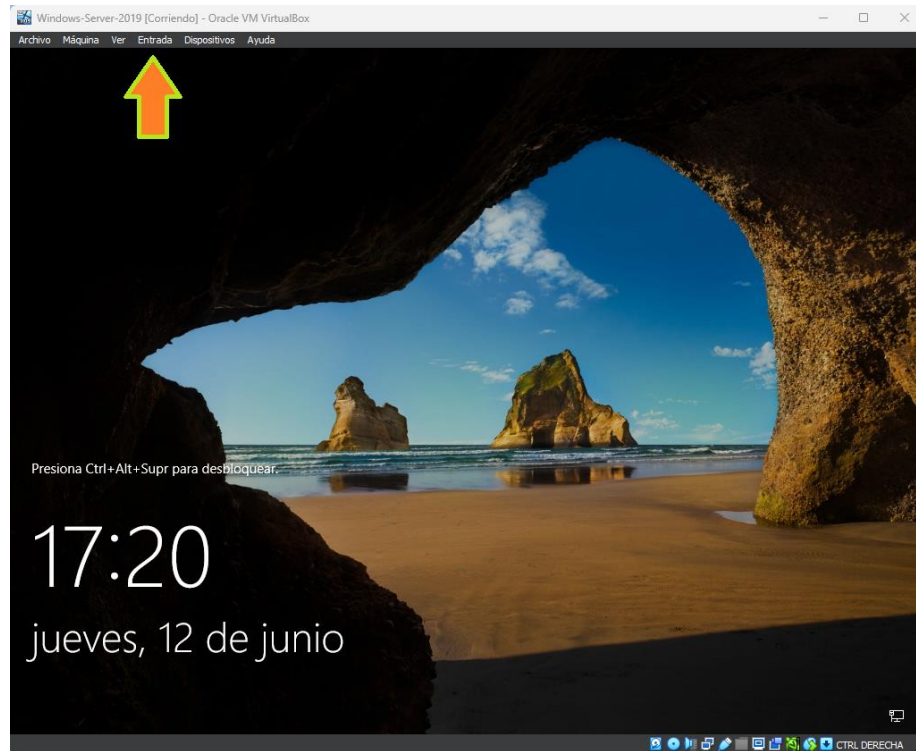 Windows-Server-2019 [Corriendo] - Oracle VM VirtualBox
Archivo Máquina Ver Entrada Dispositivos Ayuda
Presiona Ctrl+Alt+Supr para desbloquear.
17:20
jueves, 12 de junio
CTRL DERECHA